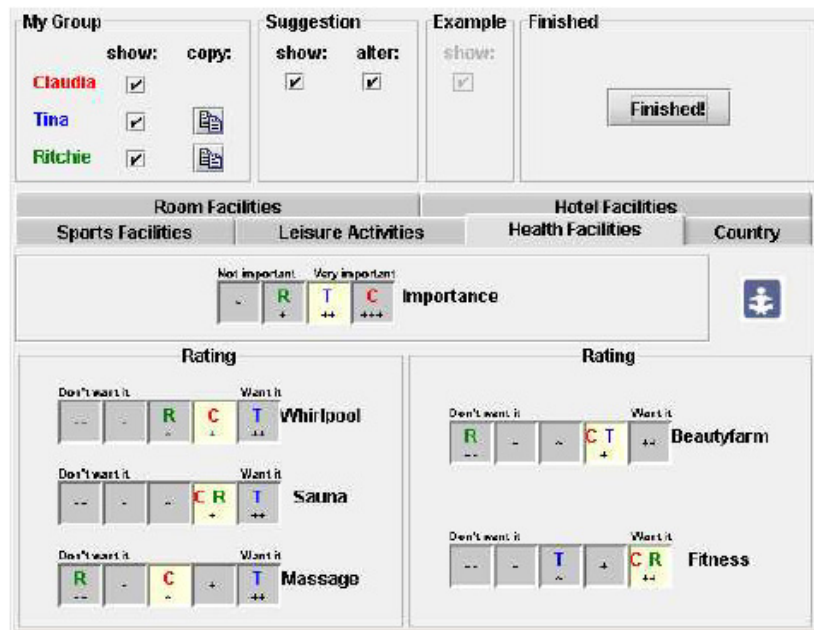 My Group Suggestion Example Finished
show: copy: show: alter: show:
Claudia
Tina
Ritchie
Finished!
Room Facilities Hotel Facilities
Sports Facilities Leisure Activities Health Facilities Country
Not important Very important
- R T C Importance
+ ++ +++
Rating
Don't want it Want it
-- - R C T Whirlpool
~ + ++
Don't want it Want it
-- - ~ C R T Sauna
+ ++
Don't want it Want it
R - C + T Massage
-- ~ ++
Rating
Don't want it Want it
R - ~ C T ++ Beautyfarm
-- +
Don't want it Want it
-- - T + C R Fitness
~ ++